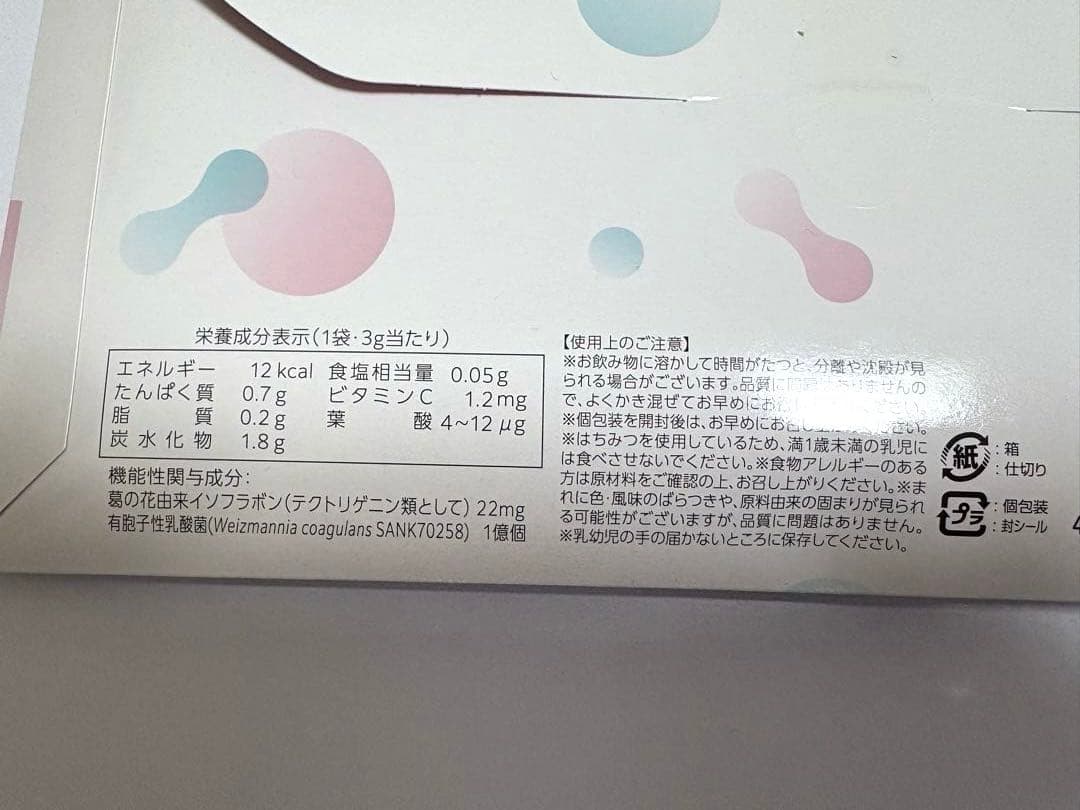 栄養成分表示(1袋・3g当たり)
エネルギー 12kcal 食塩相当量 0.05g
たんぱく質 0.7g ビタミンC 1.2mg
脂質 0.2g 葉酸 4~12μg
炭水化物 1.8g
機能性関与成分:
葛の花由来イソフラボン(テクトリゲニン類として) 22mg
有胞子性乳酸菌(Weizmannia coagulans SANK70258) 1億個
【使用上のご注意】
※お飲み物に溶かして時間がたつと、分離や沈殿が見
られる場合がございます。品質に
で、よくかき混ぜてお早めにお
※個包装を開封後は、お早めにお召し
※はちみつを使用しているため、満1歳未満の乳児に
は食べさせないでください。※食物アレルギーのある
方は原材料をご確認の上、お召し上がりください。※ま
れに色・風味のばらつきや、原料由来の固まりが見られ
る可能性がございますが、品質に問題はありません。
※乳幼児の手の届かないところに保存してください。
紙 :箱
:仕切り
プラ :個包装
:封シール